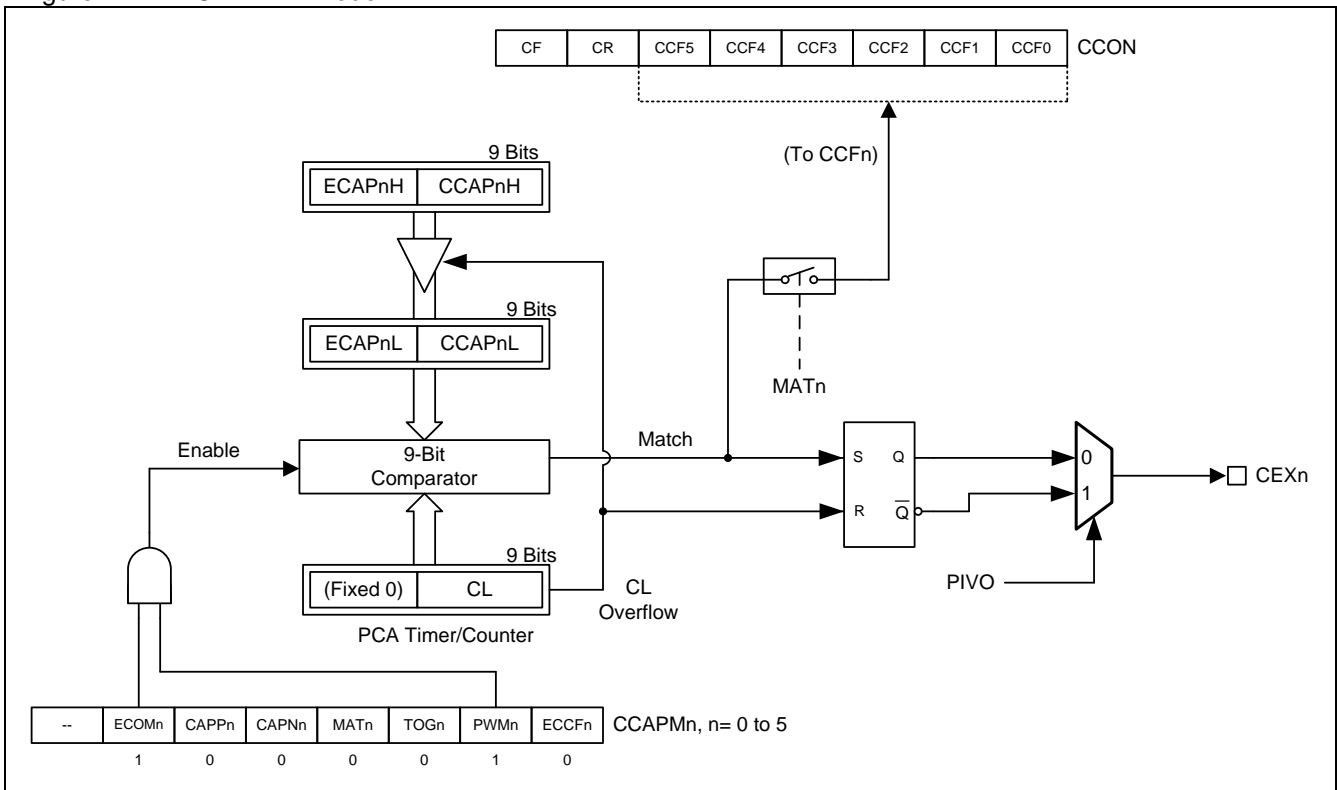 CF CR CCF5 CCF4 CCF3 CCF2 CCF1 CCF0 CCON
(To CCFn)
9 Bits
ECAPnH CCAPnH
9 Bits
ECAPnL CCAPnL
MATn
Enable
9-Bit
Comparator
Match
S Q
R Q
0
1
CEXn
PIVO
9 Bits
(Fixed 0) CL
CL
Overflow
PCA Timer/Counter
-- ECOMn CAPPn CAPNn MATn TOGn PWMn ECCFn CCAPMn, n= 0 to 5
1 0 0 0 0 1 0